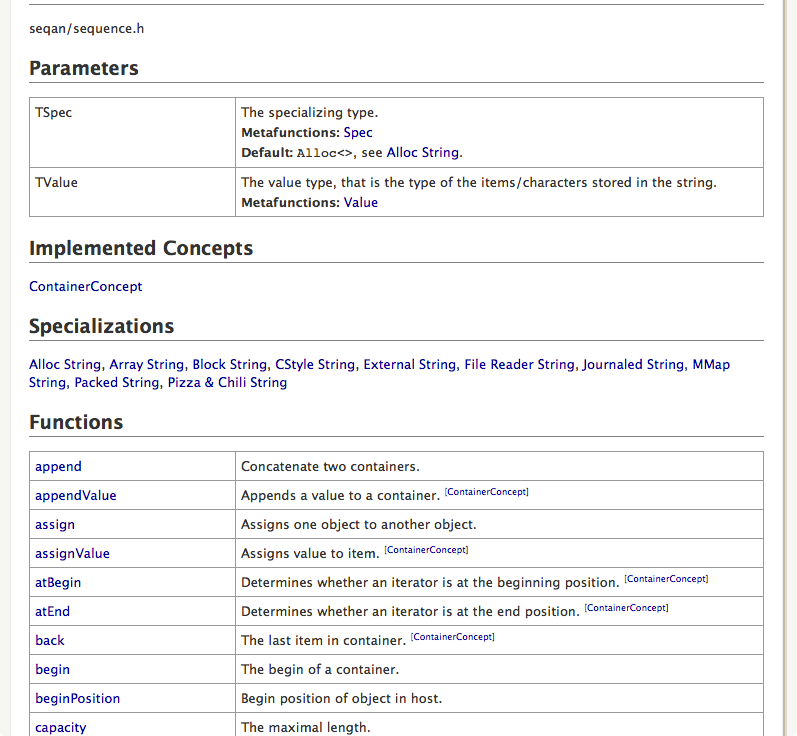 seqan/sequence.h
Parameters
TSpec
The specializing type.
Metafunctions: Spec
Default: Alloc<>, see Alloc String.
TValue
The value type, that is the type of the items/characters stored in the string.
Metafunctions: Value
Implemented Concepts
ContainerConcept
Specializations
Alloc String, Array String, Block String, CStyle String, External String, File Reader String, Journaled String, MMap
String, Packed String, Pizza & Chili String
Functions
append Concatenate two containers.
appendValue Appends a value to a container. [ContainerConcept]
assign Assigns one object to another object.
assignValue Assigns value to item. [ContainerConcept]
atBegin Determines whether an iterator is at the beginning position. [ContainerConcept]
atEnd Determines whether an iterator is at the end position. [ContainerConcept]
back The last item in container. [ContainerConcept]
begin The begin of a container.
beginPosition Begin position of object in host.
capacity The maximal length.